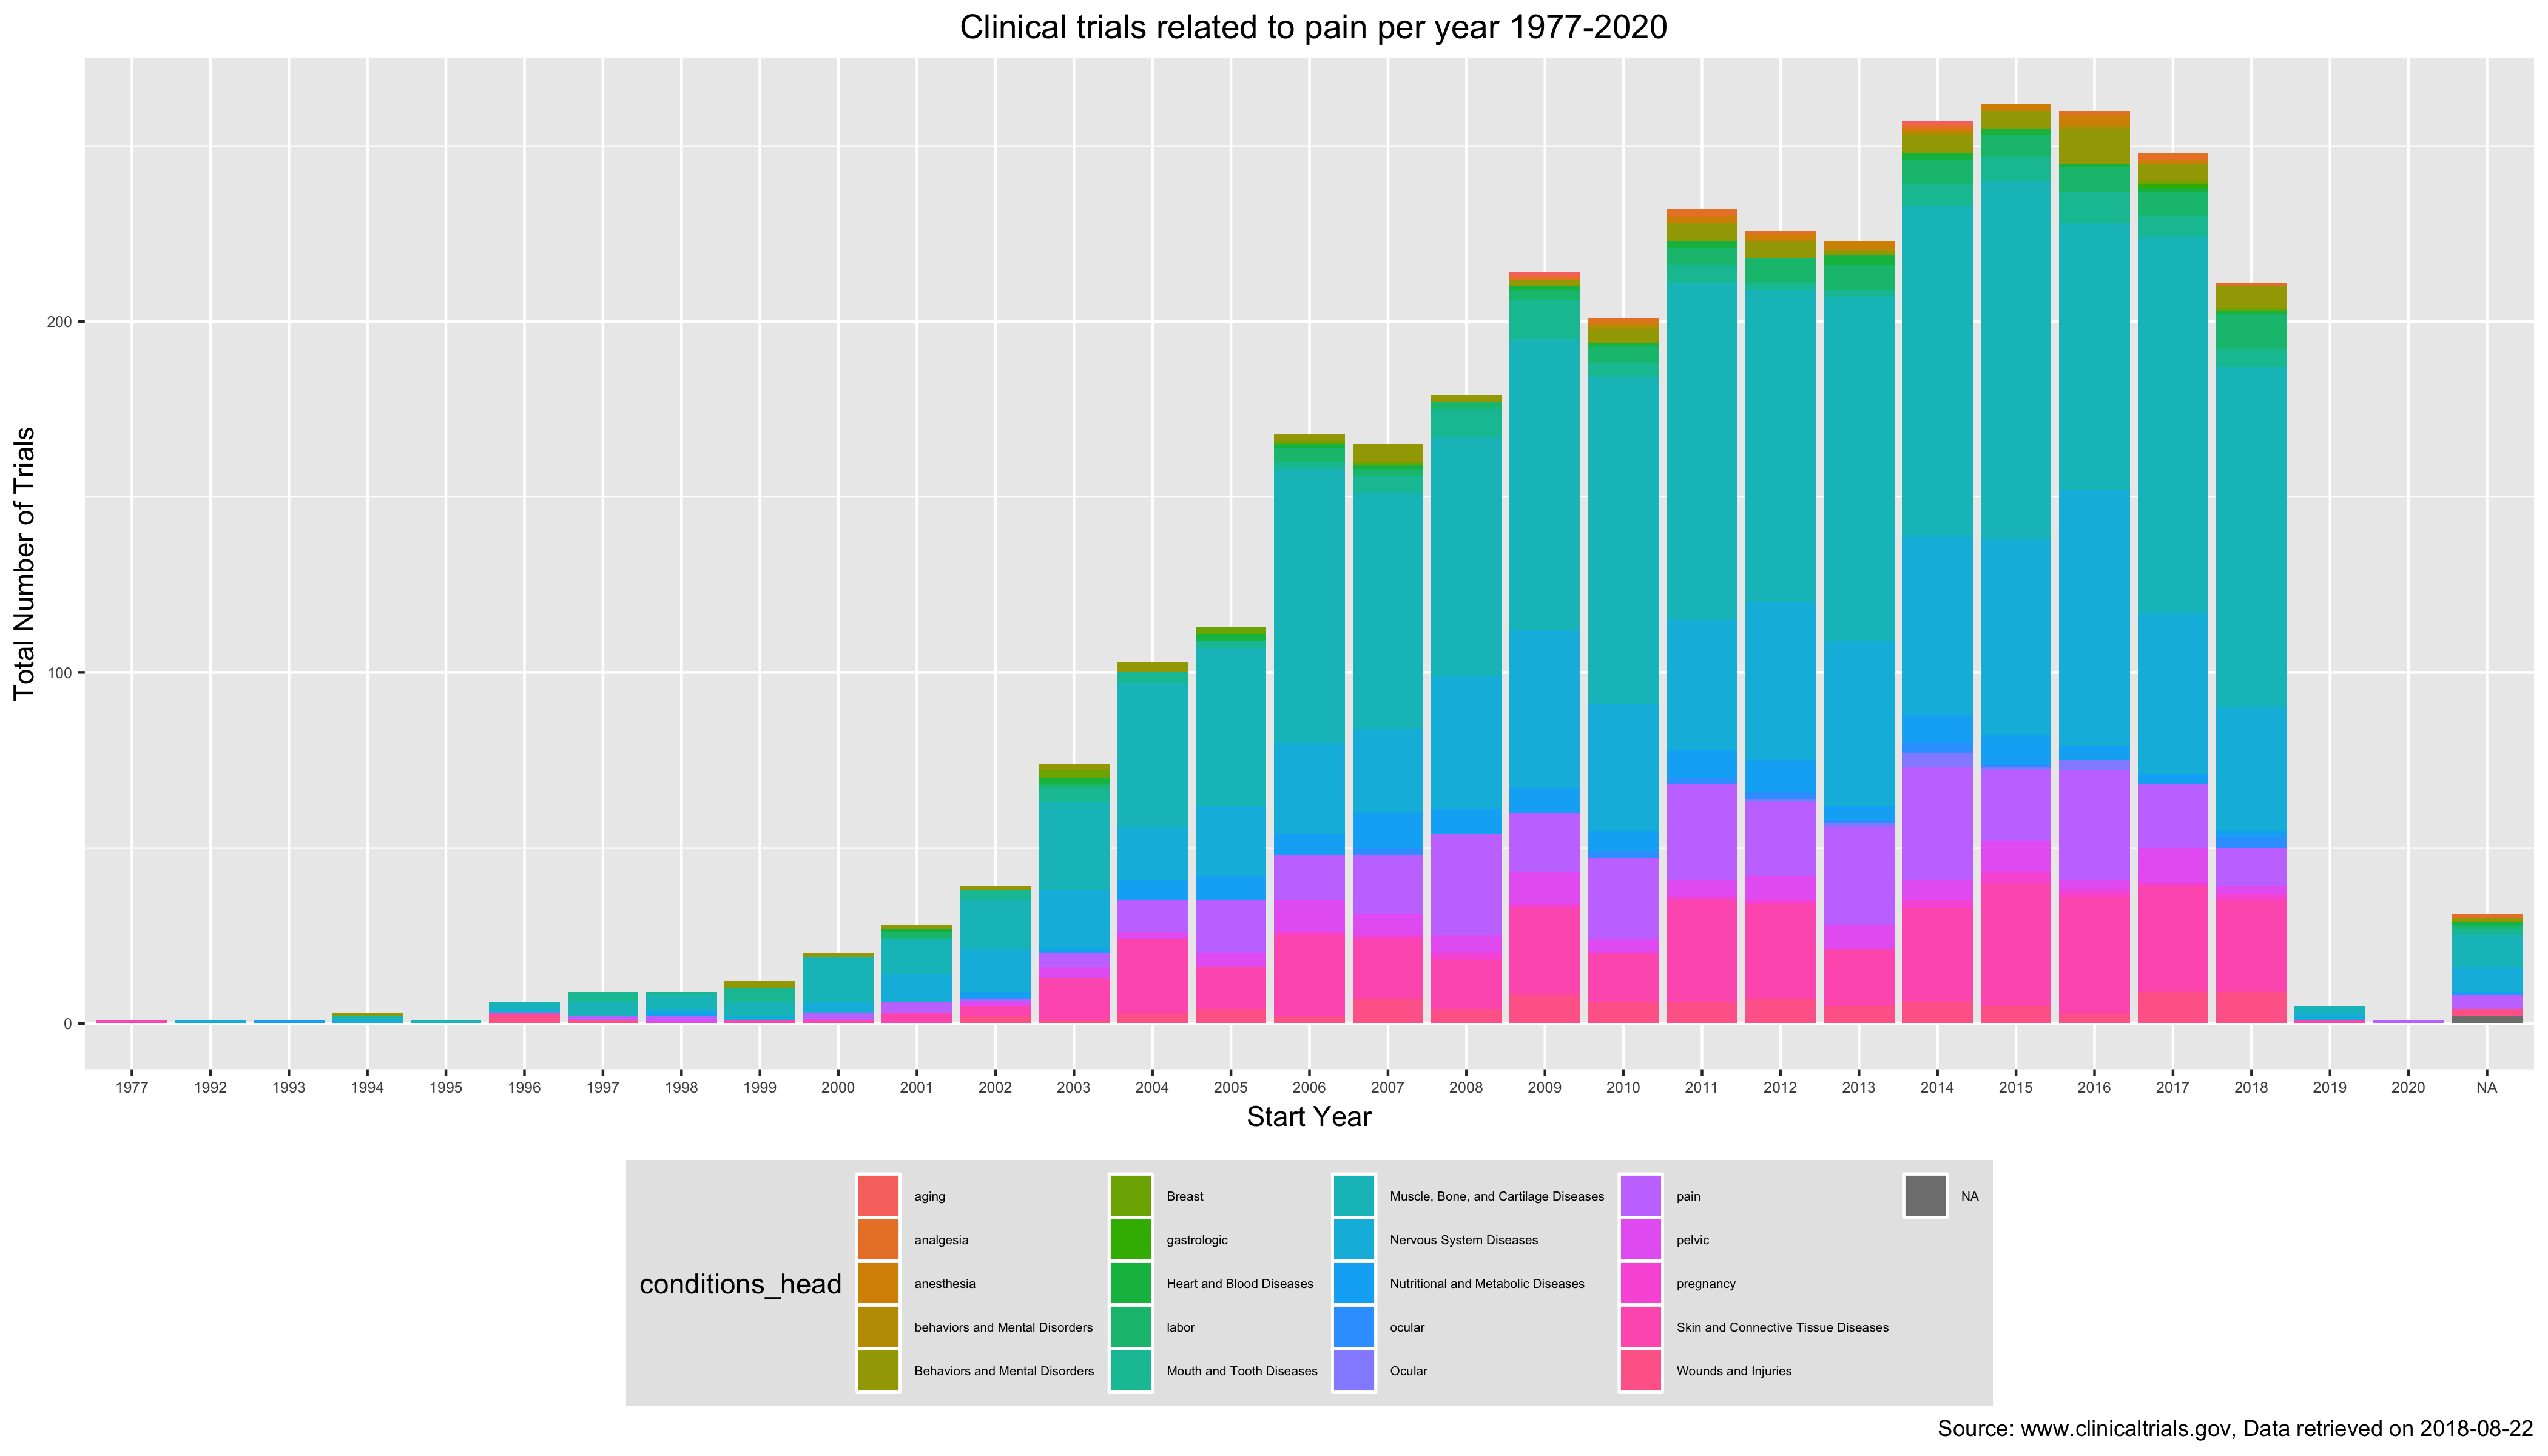 Clinical trials related to pain per year 1977-2020
Total Number of Trials
200
100
0
1977 1992 1993 1994 1995 1996 1997 1998 1999 2000 2001 2002 2003 2004 2005 2006 2007 2008 2009 2010 2011 2012 2013 2014 2015 2016 2017 2018 2019 2020 NA
Start Year
conditions_head
aging
analgesia
anesthesia
behaviors and Mental Disorders
Behaviors and Mental Disorders
Breast
gastrologic
Heart and Blood Diseases
labor
Mouth and Tooth Diseases
Muscle, Bone, and Cartilage Diseases
Nervous System Diseases
Nutritional and Metabolic Diseases
ocular
Ocular
pain
pelvic
pregnancy
Skin and Connective Tissue Diseases
Wounds and Injuries
NA
Source: www.clinicaltrials.gov, Data retrieved on 2018-08-22